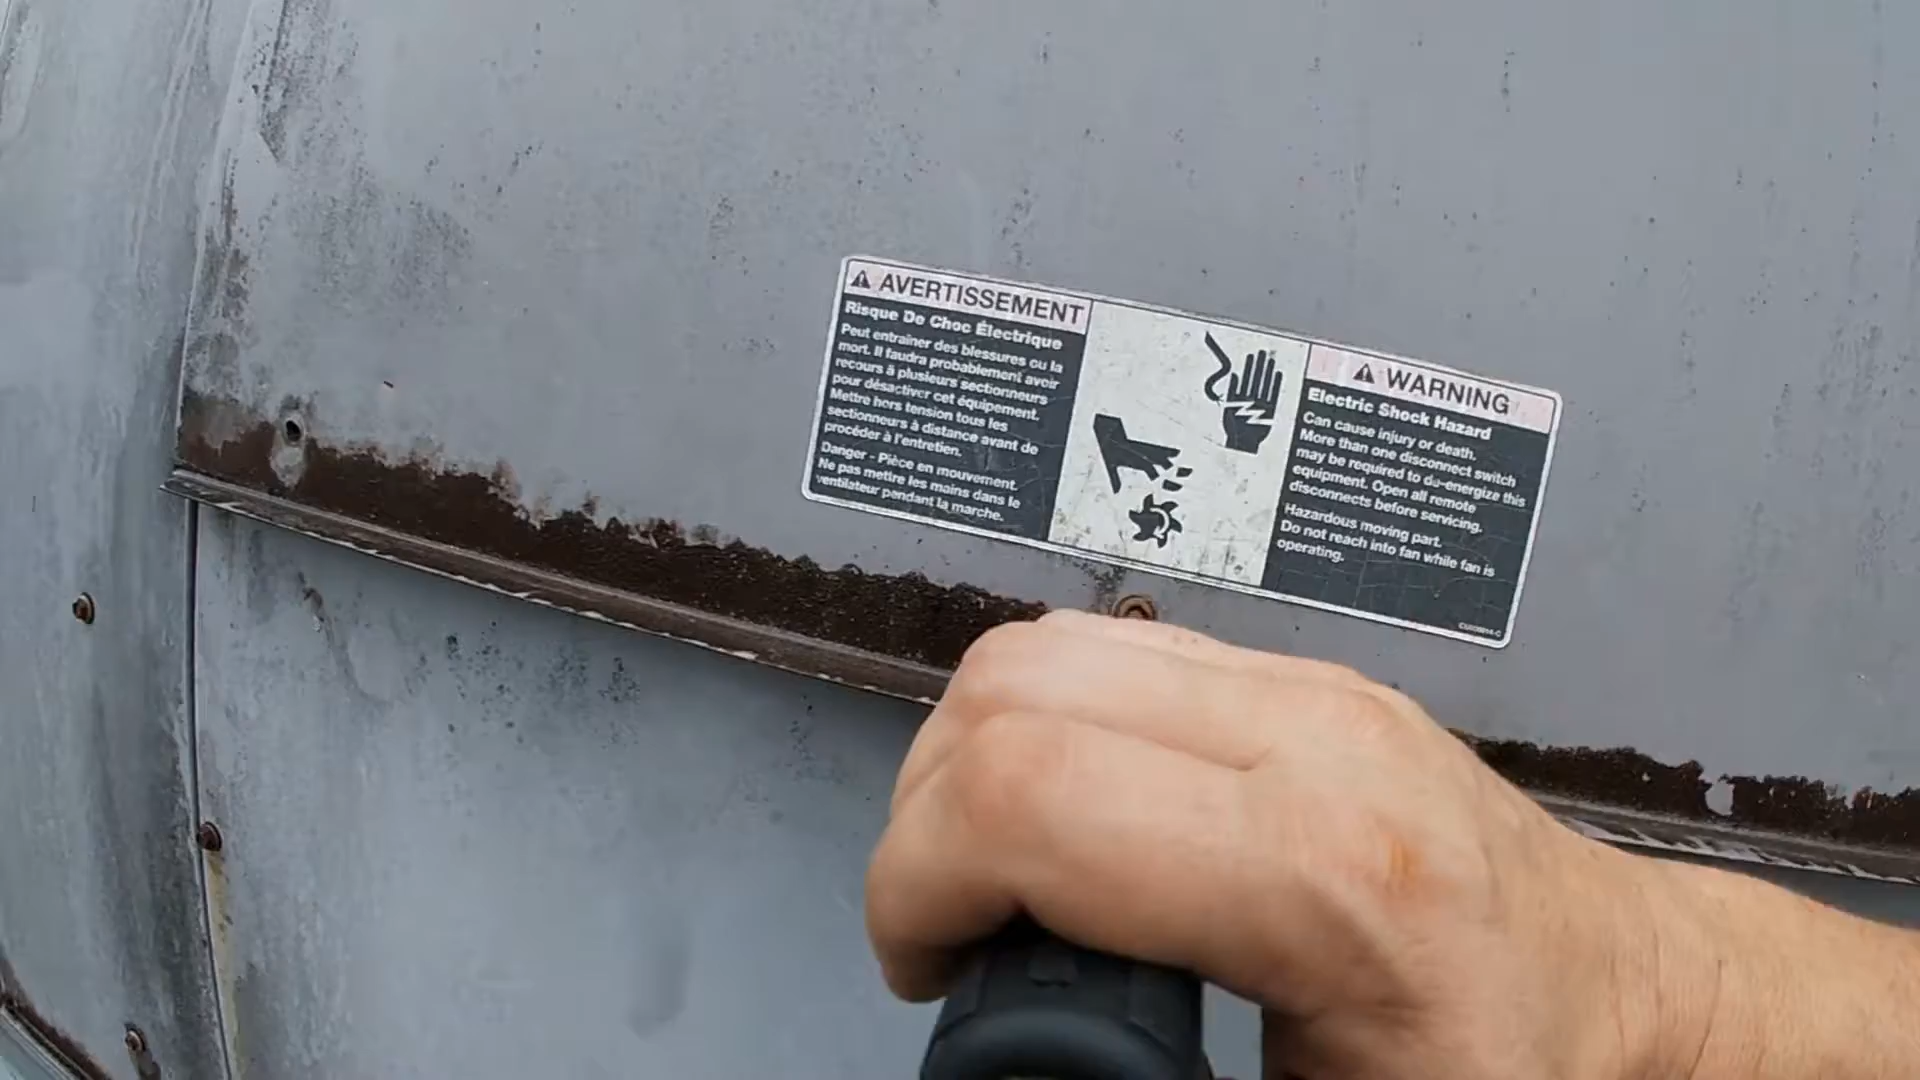 AVERTISSEMENT
Risque De Choc Électrique
Peut entraîner des blessures ou la
mort. Il faudra probablement avoir
recours à plusieurs sectionneurs
pour désactiver cet équipement.
Mettre hors tension tous les
sectionneurs à distance avant de
procéder à l'entretien.
Danger - Pièce en mouvement.
Ne pas mettre les mains dans le
ventilateur pendant la marche.
WARNING
Electric Shock Hazard
Can cause injury or death.
More than one disconnect switch
may be required to de-energize this
equipment. Open all remote
disconnects before servicing.
Hazardous moving part.
Do not reach into fan while fan is
operating.